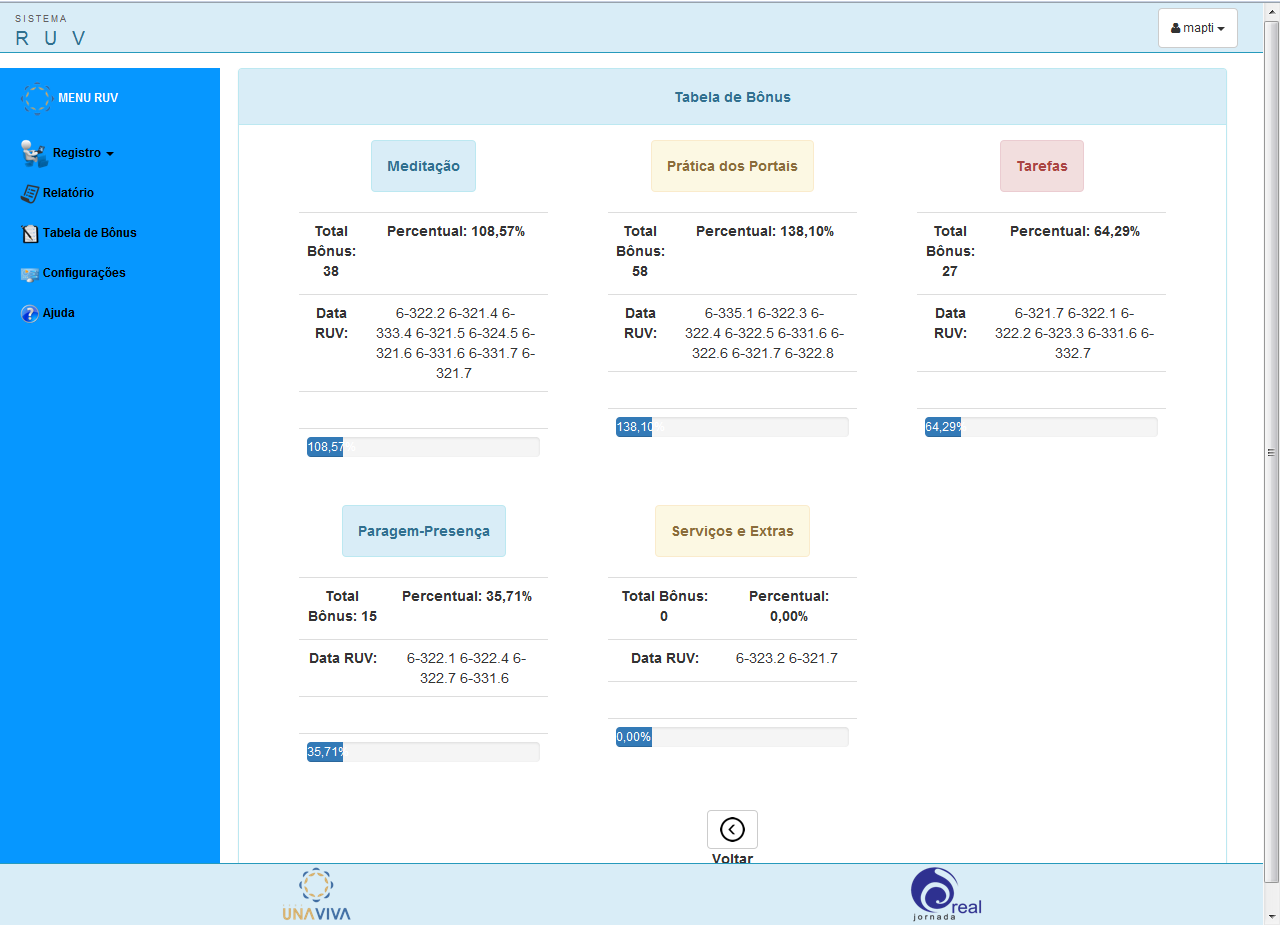 SISTEMA
R U V
mapti
MENU RUV
Registro
Relatório
Tabela de Bônus
Configurações
Ajuda
Tabela de Bônus
Meditação
Total
Bônus:
38
Percentual: 108,57%
Data
RUV:
6-322.2 6-321.4 6-
333.4 6-321.5 6-324.5 6-
321.6 6-331.6 6-331.7 6-
321.7
108,57
Prática dos Portais
Total
Bônus:
58
Percentual: 138,10%
Data
RUV:
6-335.1 6-322.3 6-
322.4 6-322.5 6-331.6 6-
322.6 6-321.7 6-322.8
138,10%
Tarefas
Total
Bônus:
27
Percentual: 64,29%
Data
RUV:
6-321.7 6-322.1 6-
322.2 6-323.3 6-331.6 6-
332.7
64,29%
Paragem-Presença
Total
Bônus: 15
Percentual: 35,71%
Data RUV:
6-322.1 6-322.4 6-
322.7 6-331.6
35,71%
Serviços e Extras
Total Bônus:
0
Percentual:
0,00%
Data RUV:
6-323.2 6-321.7
0,00%
Voltar
UNAVIVA
real
jornada